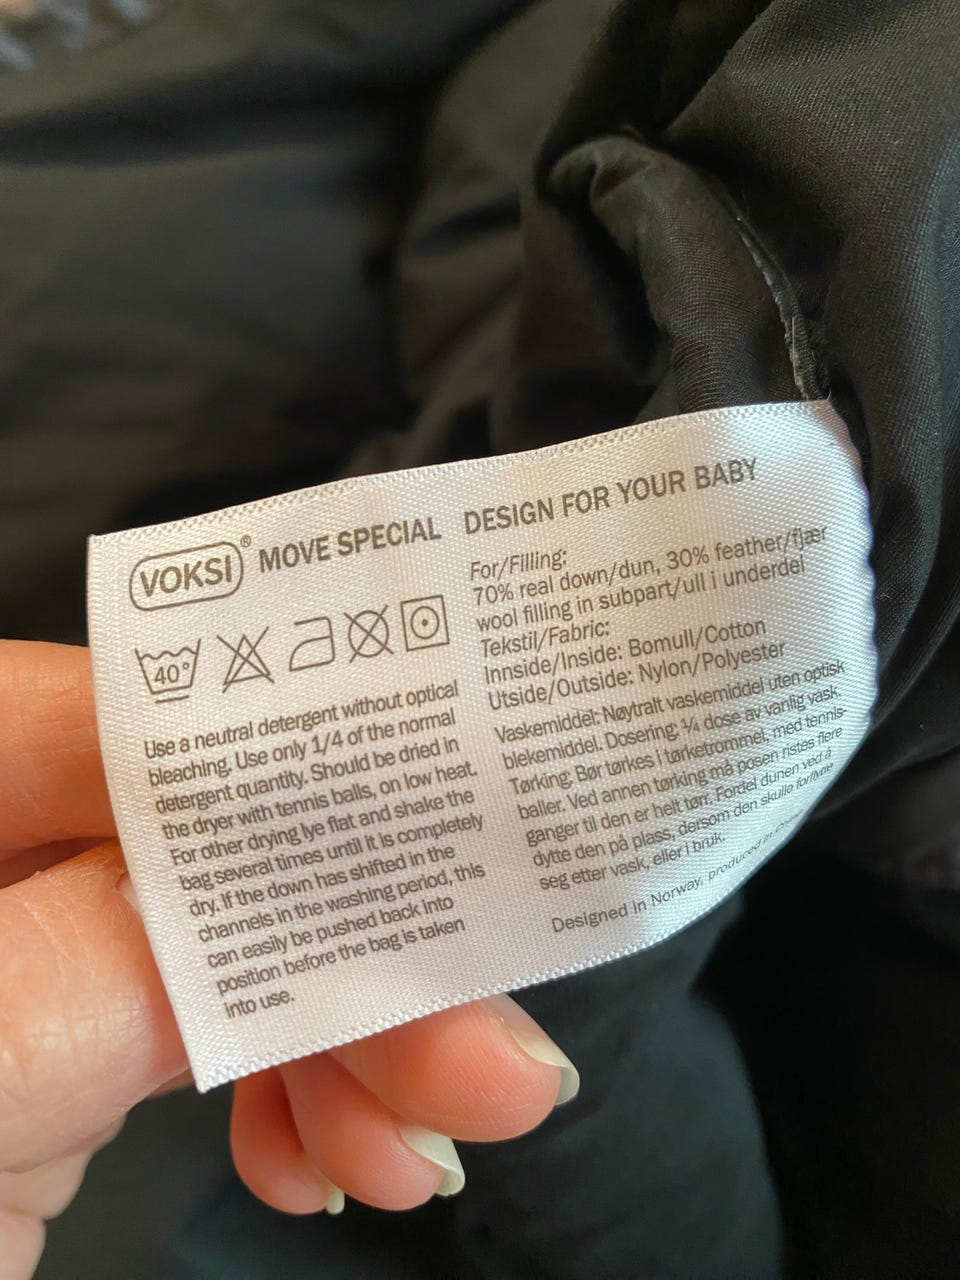 VOKSI® MOVE SPECIAL DESIGN FOR YOUR BABY
40°
Use a neutral detergent without optical
bleaching. Use only 1/4 of the normal
detergent quantity. Should be dried in
the dryer with tennis balls, on low heat.
For other drying lye flat and shake the
bag several times until it is completely
dry. If the down has shifted in the
channels in the washing period, this
can easily be pushed back into
position before the bag is taken
into use.
For/Filling:
70% real down/dun, 30% feather/fjær
wool filling in subpart/ull i underdel
Tekstil/Fabric:
Innside/Inside: Bomull/Cotton
Utside/Outside: Nylon/Polyester
Vaskemiddel: Nøytralt vaskemiddel uten optisk
blekemiddel. Dosering: ¼ dose av vanlig vask.
Tørking. Bør tørkes i tørketrommel, med tennis-
baller. Ved annen tørking må posen ristes flere
ganger til den er helt tørr. Fordel dunen ved å
dytte den på plass, dersom den skulle forflytte
seg etter vask, eller i bruk.
Designed in Norway, produced in